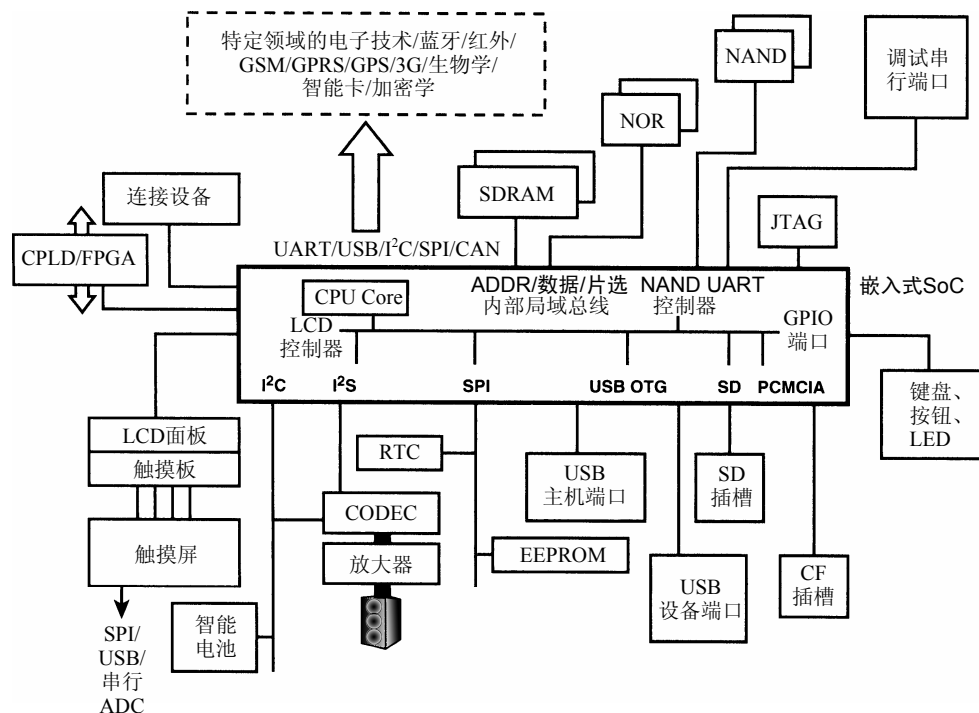 特定领域的电子技术/蓝牙/红外/
GSM/GPRS/GPS/3G/生物学/
智能卡/加密学
NAND
调试串
行端口
NOR
SDRAM
连接设备
JTAG
CPLD/FPGA
UART/USB/I²C/SPI/CAN
嵌入式SoC
CPU Core
ADDR/数据/片选
内部局域总线
NAND UART
控制器
LCD
控制器
GPIO
端口
I²C
I²S
SPI
USB OTG
SD
PCMCIA
键盘、
按钮、
LED
LCD面板
触摸板
RTC
USB
主机端口
SD
插槽
CODEC
触摸屏
放大器
EEPROM
USB
设备端口
CF
插槽
智能
电池
SPI/
USB/
串行
ADC